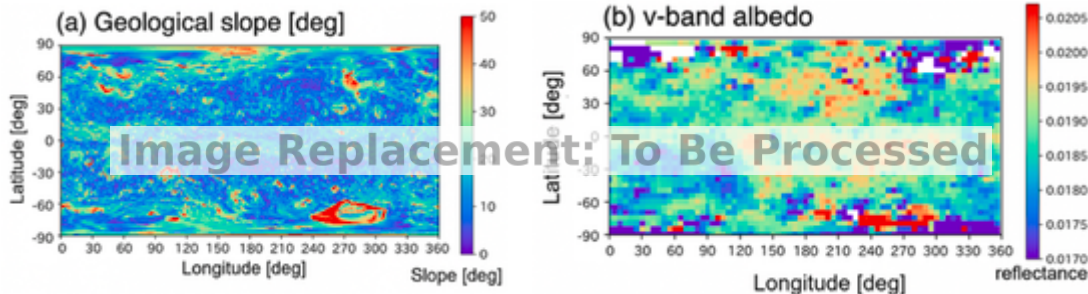 (a) Geological slope [deg]
(b) v-band albedo
Latitude [deg]
90
60
30
0
-30
-60
-90
0 30 60 90 120 150 180 210 240 270 300 330 360
Longitude [deg]
50
40
30
10
0
Slope [deg]
Latitude [deg]
90
60
30
0
-30
-60
-90
0 30 60 90 120 150 180 210 240 270 300 330 360
Longitude [deg]
0.0205
0.0200
0.0195
0.0190
0.0185
0.0180
0.0175
0.0170
reflectance
Image Replacement: To Be Processed